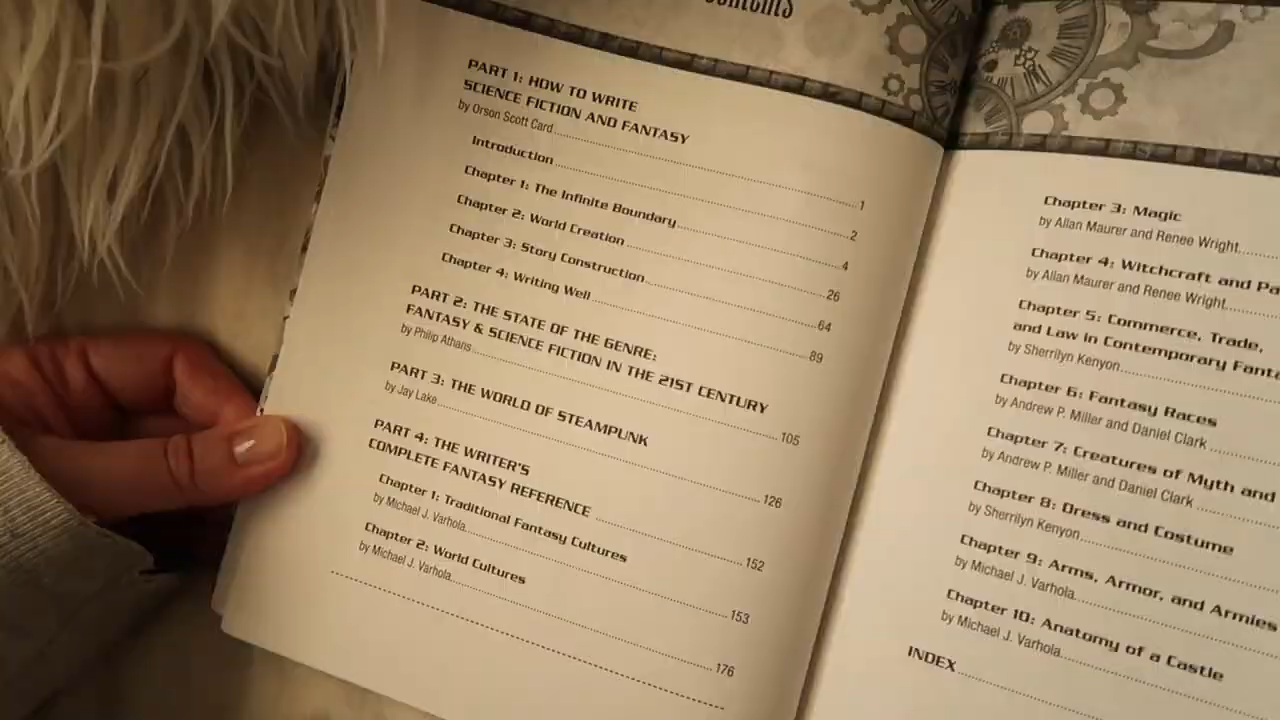 Contents
PART 1: HOW TO WRITE
SCIENCE FICTION AND FANTASY
by Orson Scott Card........1
Introduction........2
Chapter 1: The Infinite Boundary........4
Chapter 2: World Creation........26
Chapter 3: Story Construction........64
Chapter 4: Writing Well........89
PART 2: THE STATE OF THE GENRE:
FANTASY & SCIENCE FICTION IN THE 21ST CENTURY
by Philip Athans........105
PART 3: THE WORLD OF STEAMPUNK
by Jay Lake........126
PART 4: THE WRITER'S
COMPLETE FANTASY REFERENCE........152
Chapter 1: Traditional Fantasy Cultures
by Michael J. Varhola........153
Chapter 2: World Cultures
by Michael J. Varhola........176
Chapter 3: Magic
by Allan Maurer and Renee Wright........
Chapter 4: Witchcraft and Pa
by Allan Maurer and Renee Wright........
Chapter 5: Commerce, Trade,
and Law in Contemporary Fanta
by Sherrilyn Kenyon........
Chapter 6: Fantasy Races
by Andrew P. Miller and Daniel Clark........
Chapter 7: Creatures of Myth and
by Andrew P. Miller and Daniel Clark........
Chapter 8: Dress and Costume
by Sherrilyn Kenyon........
Chapter 9: Arms, Armor, and Armies
by Michael J. Varhola........
Chapter 10: Anatomy of a Castle
by Michael J. Varhola........
INDEX........